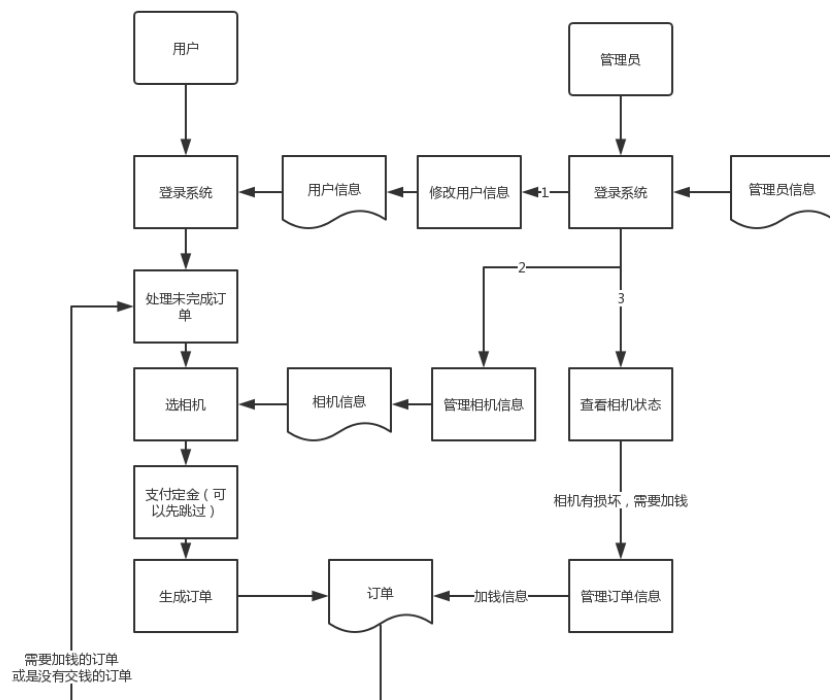 用户
管理员
登录系统
用户信息
修改用户信息
1
登录系统
管理员信息
2
3
处理未完成订
单
选相机
相机信息
管理相机信息
查看相机状态
支付定金（可
以先跳过）
相机有损坏，需要加钱
生成订单
订单
加钱信息
管理订单信息
需要加钱的订单
或是没有交钱的订单